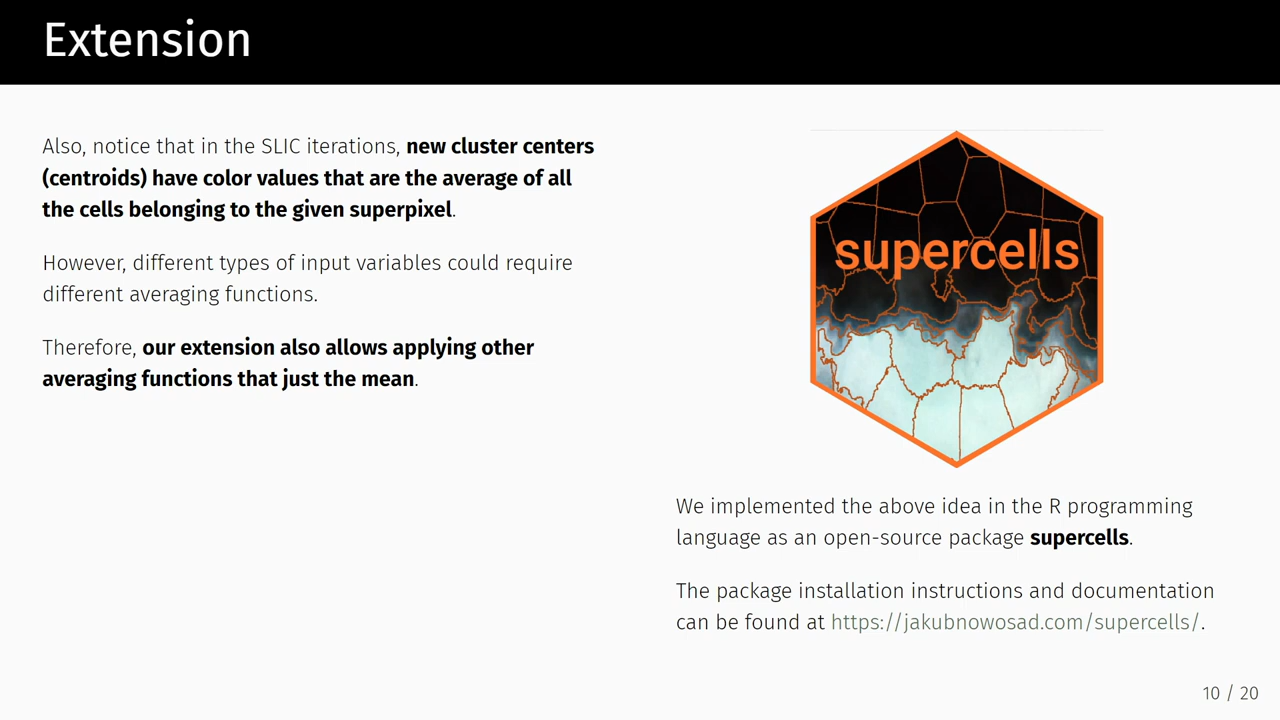 Extension
Also, notice that in the SLIC iterations, new cluster centers
(centroids) have color values that are the average of all
the cells belonging to the given superpixel.
However, different types of input variables could require
different averaging functions.
Therefore, our extension also allows applying other
averaging functions that just the mean.
supercells
We implemented the above idea in the R programming
language as an open-source package supercells.
The package installation instructions and documentation
can be found at https://jakubnowosad.com/supercells/.
10 / 20